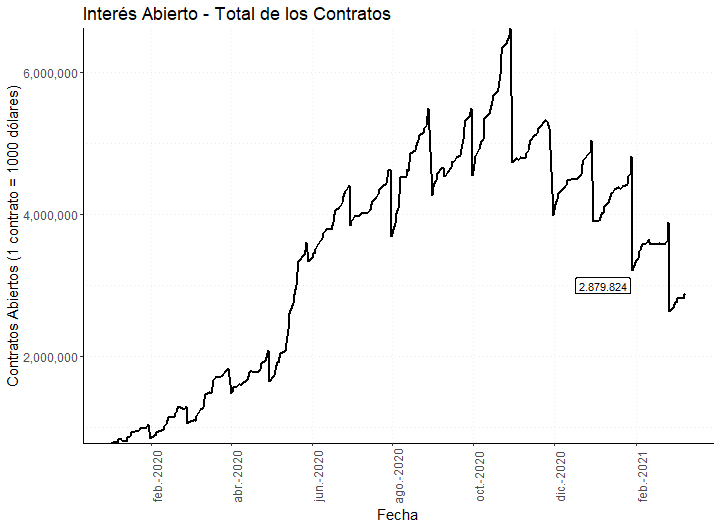 Interés Abierto - Total de los Contratos
Contratos Abiertos (1 contrato = 1000 dólares)
6,000,000
4,000,000
2,000,000
2.879.824
feb.-2020
abr.-2020
jun.-2020
ago.-2020
oct.-2020
dic.-2020
feb.-2021
Fecha